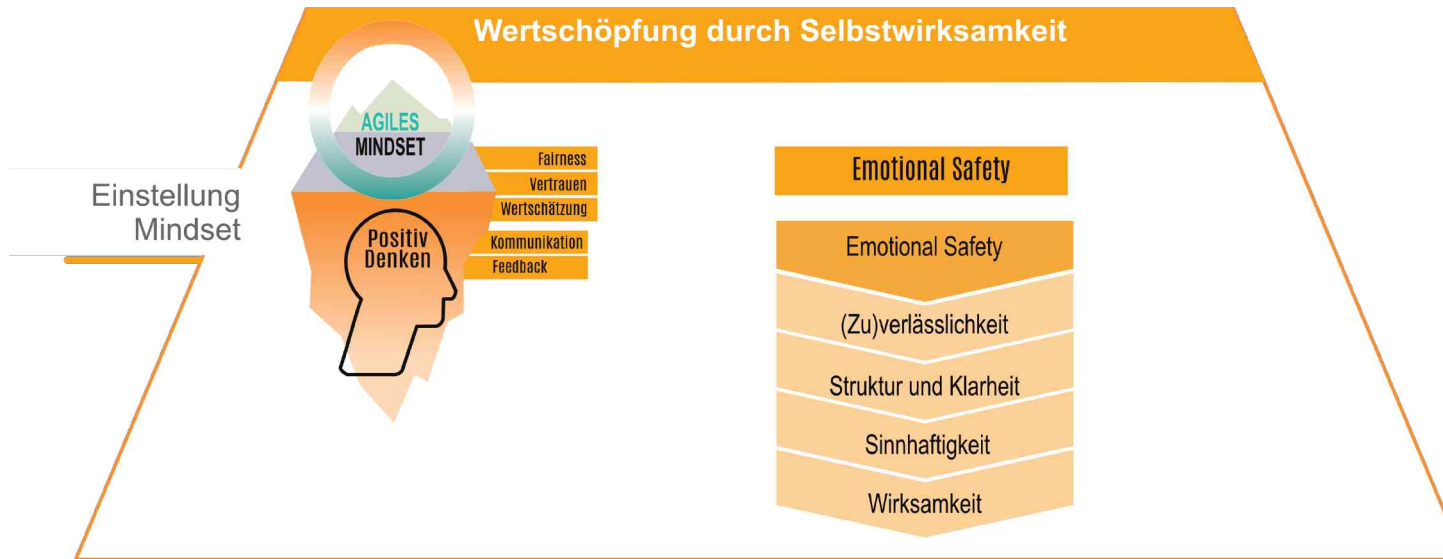 Wertschöpfung durch Selbstwirksamkeit
AGILES
MINDSET
Einstellung
Mindset
Fairness
Vertrauen
Wertschätzung
Kommunikation
Feedback
Positiv
Denken
Emotional Safety
Emotional Safety
(Zu)verlässlichkeit
Struktur und Klarheit
Sinnhaftigkeit
Wirksamkeit